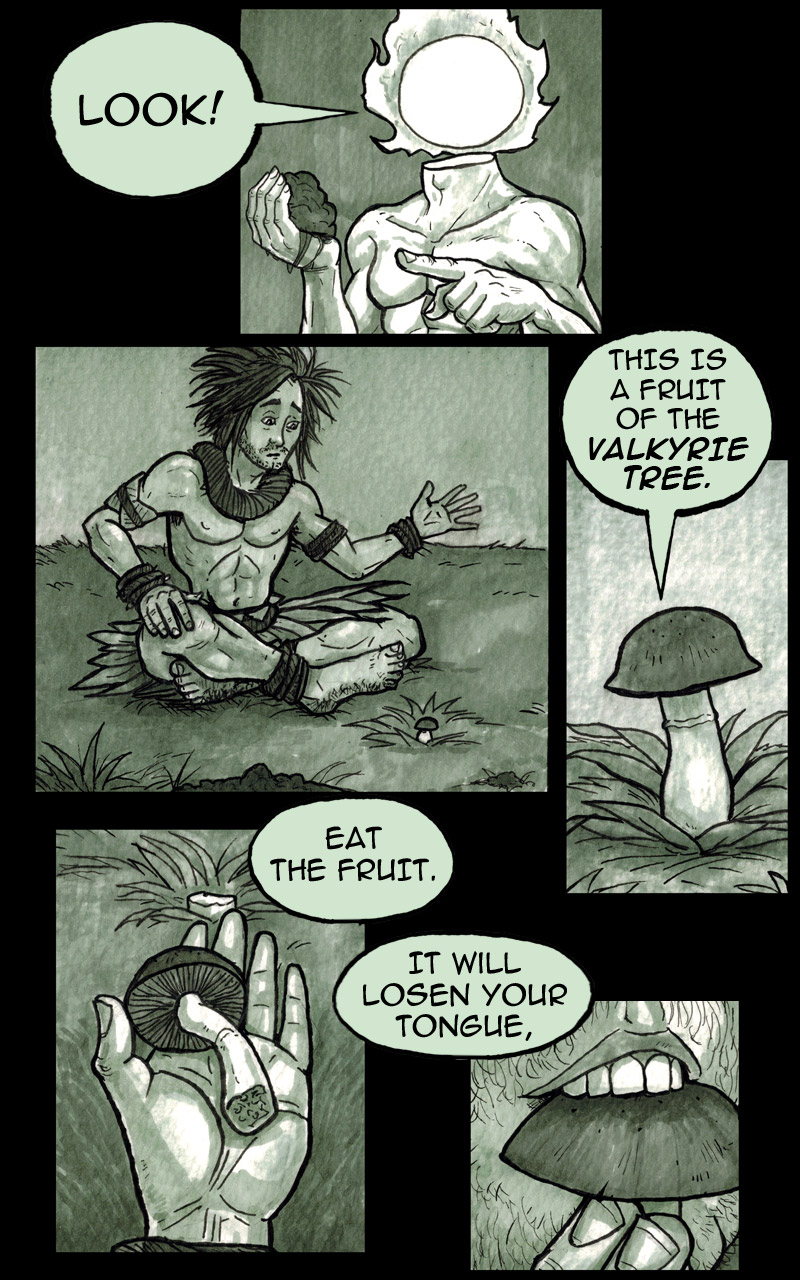 LOOK!
THIS IS
A FRUIT
OF THE
VALKYRIE
TREE.
EAT
THE FRUIT.
IT WILL
LOSEN YOUR
TONGUE,